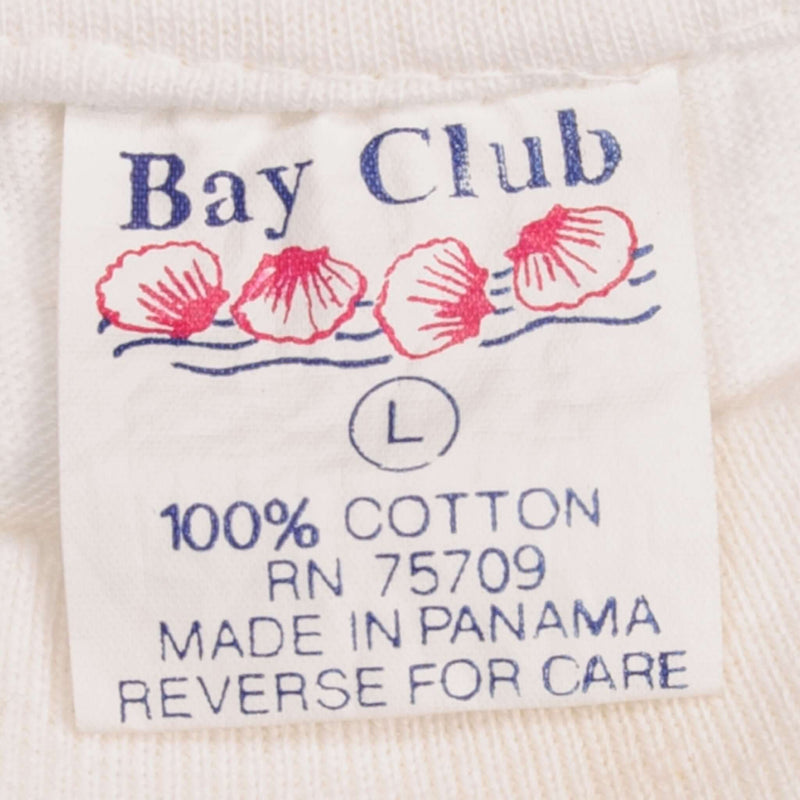 Bay Club
L
100% COTTON
RN 75709
MADE IN PANAMA
REVERSE FOR CARE